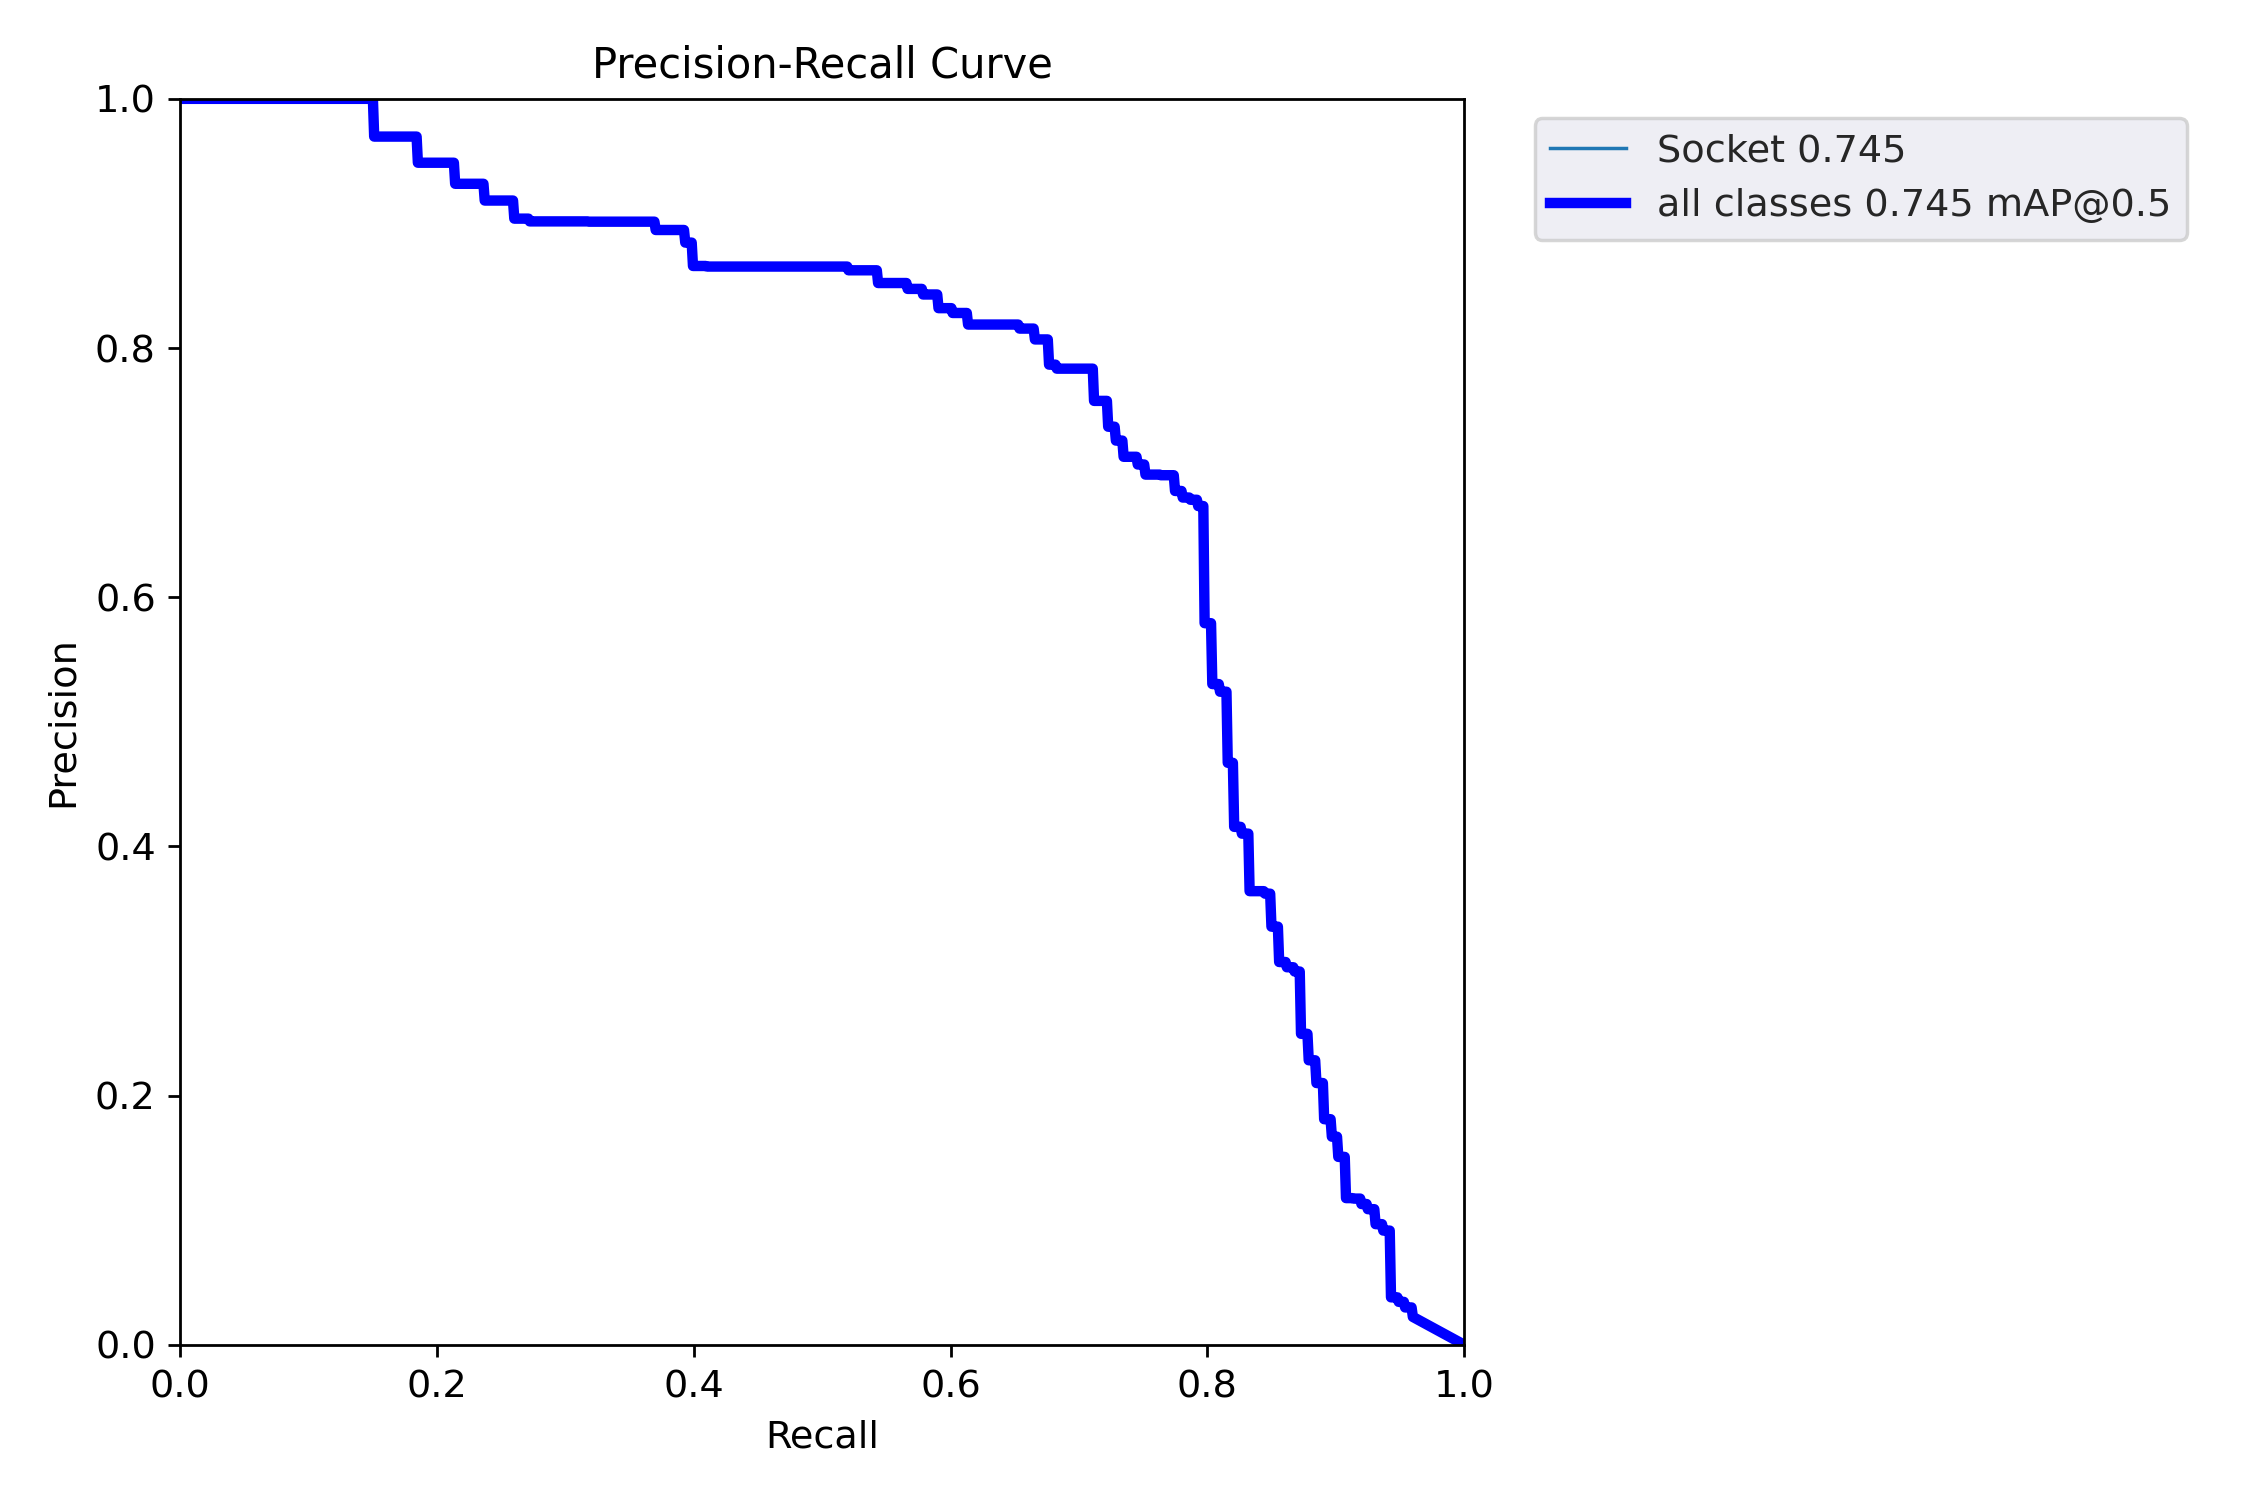 Precision-Recall Curve
1.0
0.8
0.6
0.4
0.2
0.0
Precision
0.0 0.2 0.4 0.6 0.8 1.0
Recall
Socket 0.745
all classes 0.745 mAP@0.5